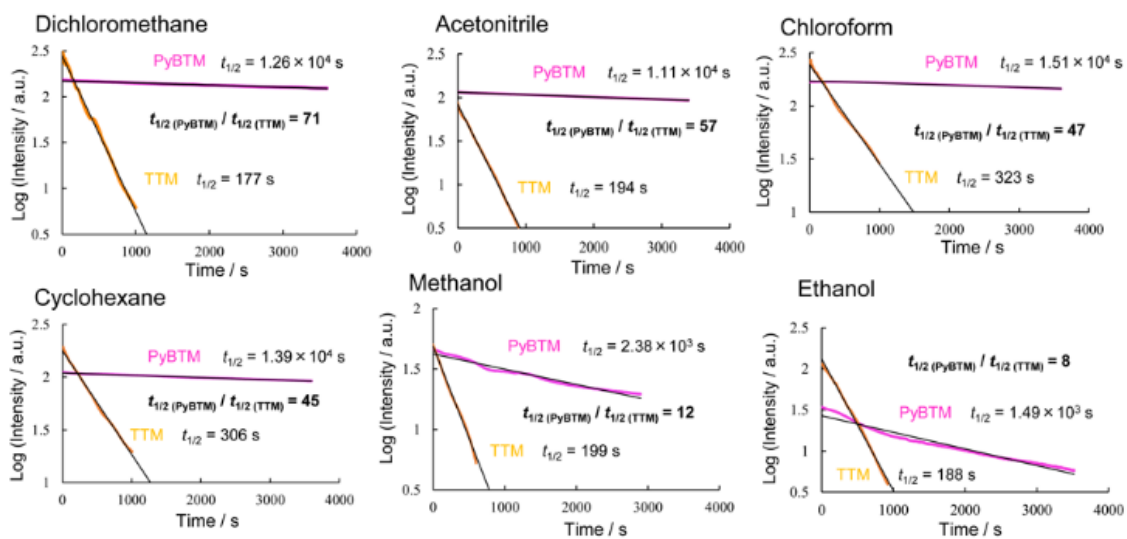 Dichloromethane
Log (Intensity / a.u.)
2.5
2
1.5
1
0.5
PyBTM t1/2 = 1.26 × 10⁴ s
t1/2 (PyBTM) / t1/2 (TTM) = 71
TTM t1/2 = 177 s
0 1000 2000 3000 4000
Time / s
Acetonitrile
Log (Intensity / a.u.)
2.5
2
1.5
1
0.5
PyBTM t1/2 = 1.11 × 10⁴ s
t1/2 (PyBTM) / t1/2 (TTM) = 57
TTM t1/2 = 194 s
0 1000 2000 3000 4000
Time / s
Chloroform
Log (Intensity / a.u.)
2.5
2
1.5
1
PyBTM t1/2 = 1.51 × 10⁴ s
t1/2 (PyBTM) / t1/2 (TTM) = 47
TTM t1/2 = 323 s
0 1000 2000 3000 4000
Time / s
Cyclohexane
Log (Intensity / a.u.)
2.5
2
1.5
1
PyBTM t1/2 = 1.39 × 10⁴ s
t1/2 (PyBTM) / t1/2 (TTM) = 45
TTM t1/2 = 306 s
0 1000 2000 3000 4000
Time / s
Methanol
Log (Intensity / a.u.)
2
1.5
1
0.5
PyBTM t1/2 = 2.38 × 10³ s
t1/2 (PyBTM) / t1/2 (TTM) = 12
TTM t1/2 = 199 s
0 1000 2000 3000 4000
Time / s
Ethanol
Log (Intensity / a.u.)
2.5
2
1.5
1
0.5
t1/2 (PyBTM) / t1/2 (TTM) = 8
PyBTM t1/2 = 1.49 × 10³ s
TTM t1/2 = 188 s
0 1000 2000 3000 4000
Time / s